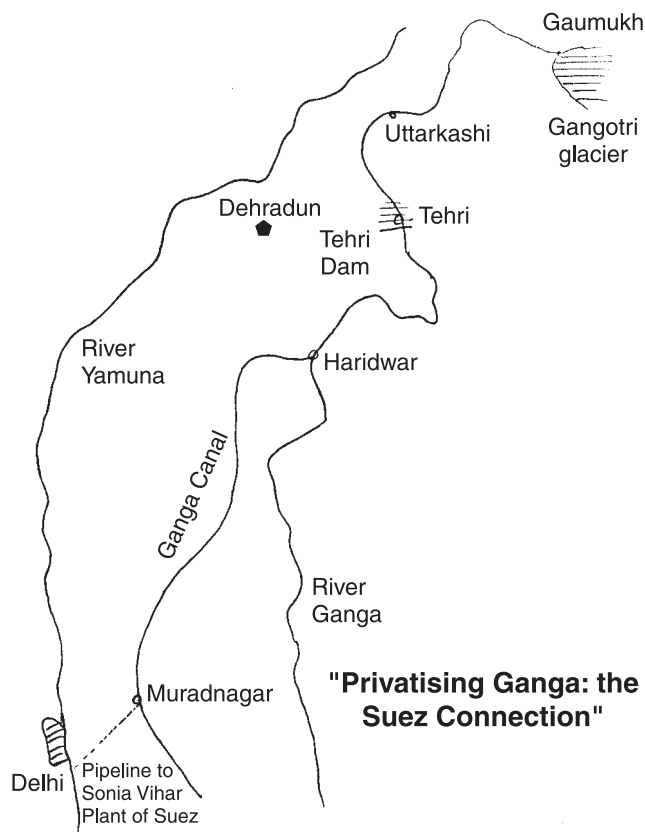 Gaumukh
Gangotri
glacier
Uttarkashi
Tehri
Tehri
Dam
Dehradun
River
Yamuna
Haridwar
Ganga Canal
River
Ganga
"Privatising Ganga: the
Suez Connection"
Muradnagar
Delhi
Pipeline to
Sonia Vihar
Plant of Suez